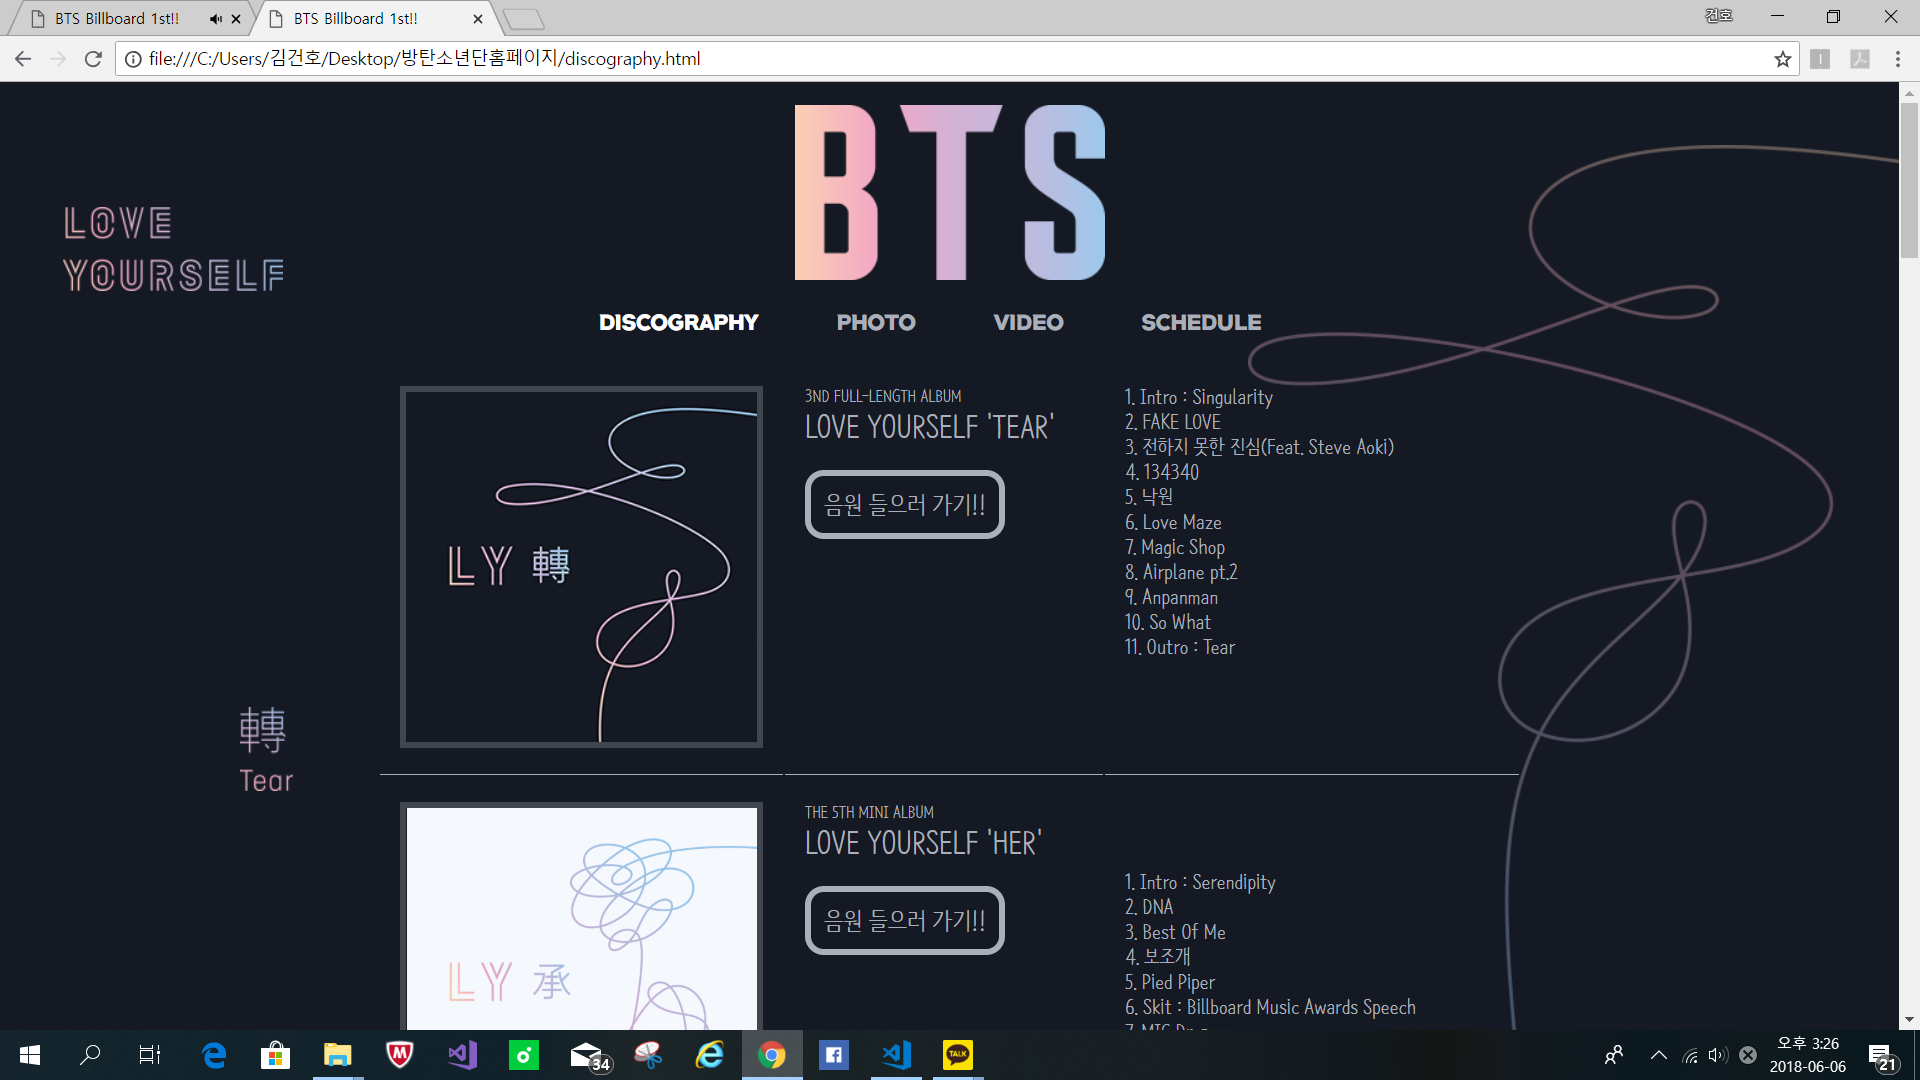 BTS Billboard 1st!!
BTS Billboard 1st!!
건호
file:///C:/Users/김건호/Desktop/방탄소년단홈페이지/discography.html
BTS
LOVE
YOURSELF
DISCOGRAPHY PHOTO VIDEO SCHEDULE
3ND FULL-LENGTH ALBUM
LOVE YOURSELF 'TEAR'
음원 들으러 가기!!
1. Intro : Singularity
2. FAKE LOVE
3. 전하지 못한 진심(Feat. Steve Aoki)
4. 134340
5. 낙원
6. Love Maze
7. Magic Shop
8. Airplane pt.2
9. Anpanman
10. So What
11. Outro : Tear
LY 轉
轉
Tear
THE 5TH MINI ALBUM
LOVE YOURSELF 'HER'
음원 들으러 가기!!
1. Intro : Serendipity
2. DNA
3. Best Of Me
4. 보조개
5. Pied Piper
6. Skit : Billboard Music Awards Speech
LY 承
34
TALK
오후 3:26
2018-06-06
21